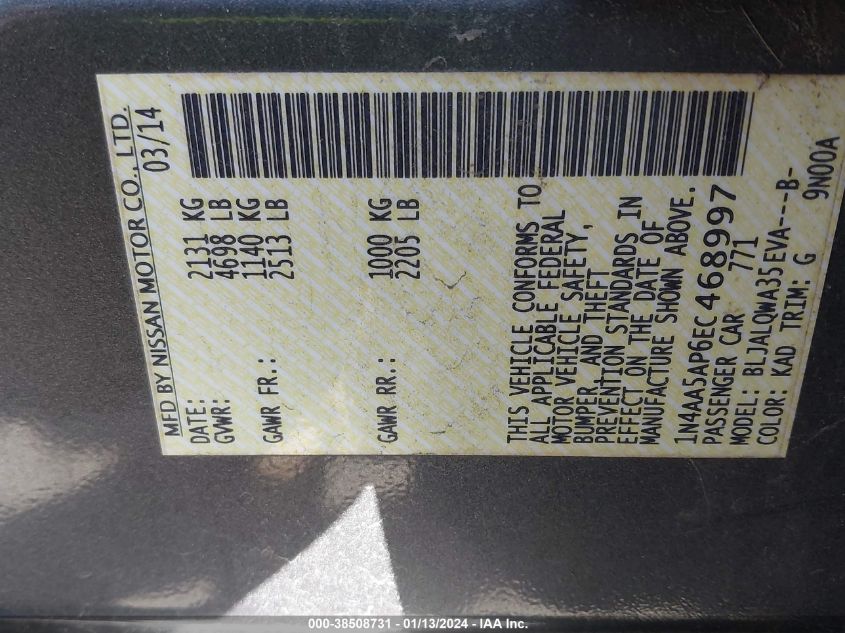 MFD BY NISSAN MOTOR CO., LTD.
DATE: 03/14
GVWR: 2131 KG
4698 LB
GAWR FR.: 1140 KG
2513 LB
GAWR RR.: 1000 KG
2205 LB
THIS VEHICLE CONFORMS TO
ALL APPLICABLE FEDERAL
MOTOR VEHICLE SAFETY,
BUMPER, AND THEFT
PREVENTION STANDARDS IN
EFFECT ON THE DATE OF
MANUFACTURE SHOWN ABOVE.
1N4AA5AP6EC468997
PASSENGER CAR 771
MODEL: BLJALQWA35EVA---B-
COLOR: KAD TRIM: G 9N00A
000-38508731 - 01/13/2024 - IAA Inc.